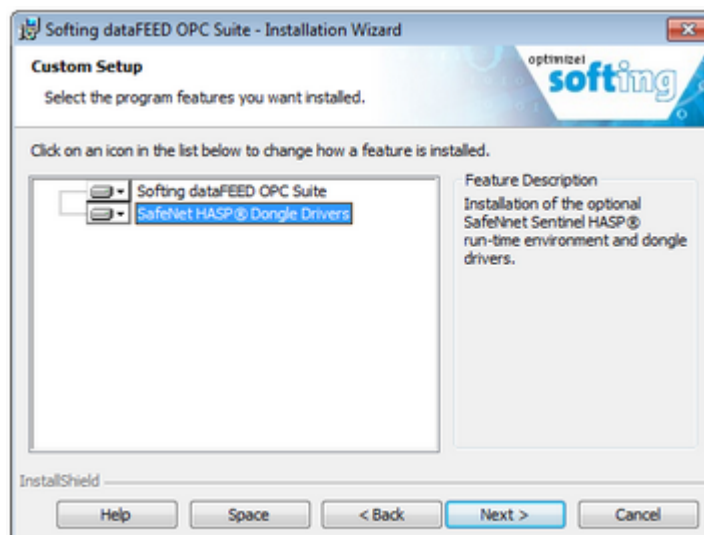 Softing dataFEED OPC Suite - Installation Wizard
Custom Setup
Select the program features you want installed.
optimize!
softing
Click on an icon in the list below to change how a feature is installed.
Softing dataFEED OPC Suite
SafeNet HASP® Dongle Drivers
Feature Description
Installation of the optional
SafeNnet Sentinel HASP®
run-time environment and dongle
drivers.
InstallShield
Help
Space
< Back
Next >
Cancel